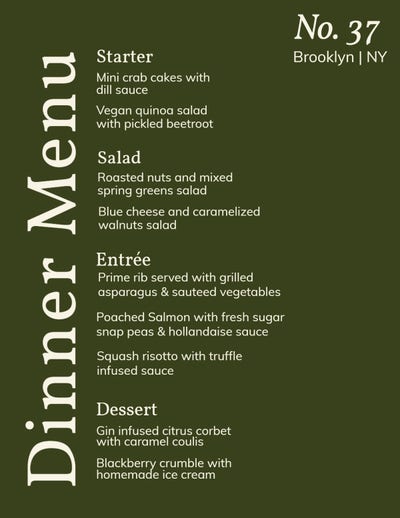 No. 37
Brooklyn | NY
Dinner Menu
Starter
Mini crab cakes with
dill sauce
Vegan quinoa salad
with pickled beetroot
Salad
Roasted nuts and mixed
spring greens salad
Blue cheese and caramelized
walnuts salad
Entrée
Prime rib served with grilled
asparagus & sauteed vegetables
Poached Salmon with fresh sugar
snap peas & hollandaise sauce
Squash risotto with truffle
infused sauce
Dessert
Gin infused citrus corbet
with caramel coulis
Blackberry crumble with
homemade ice cream